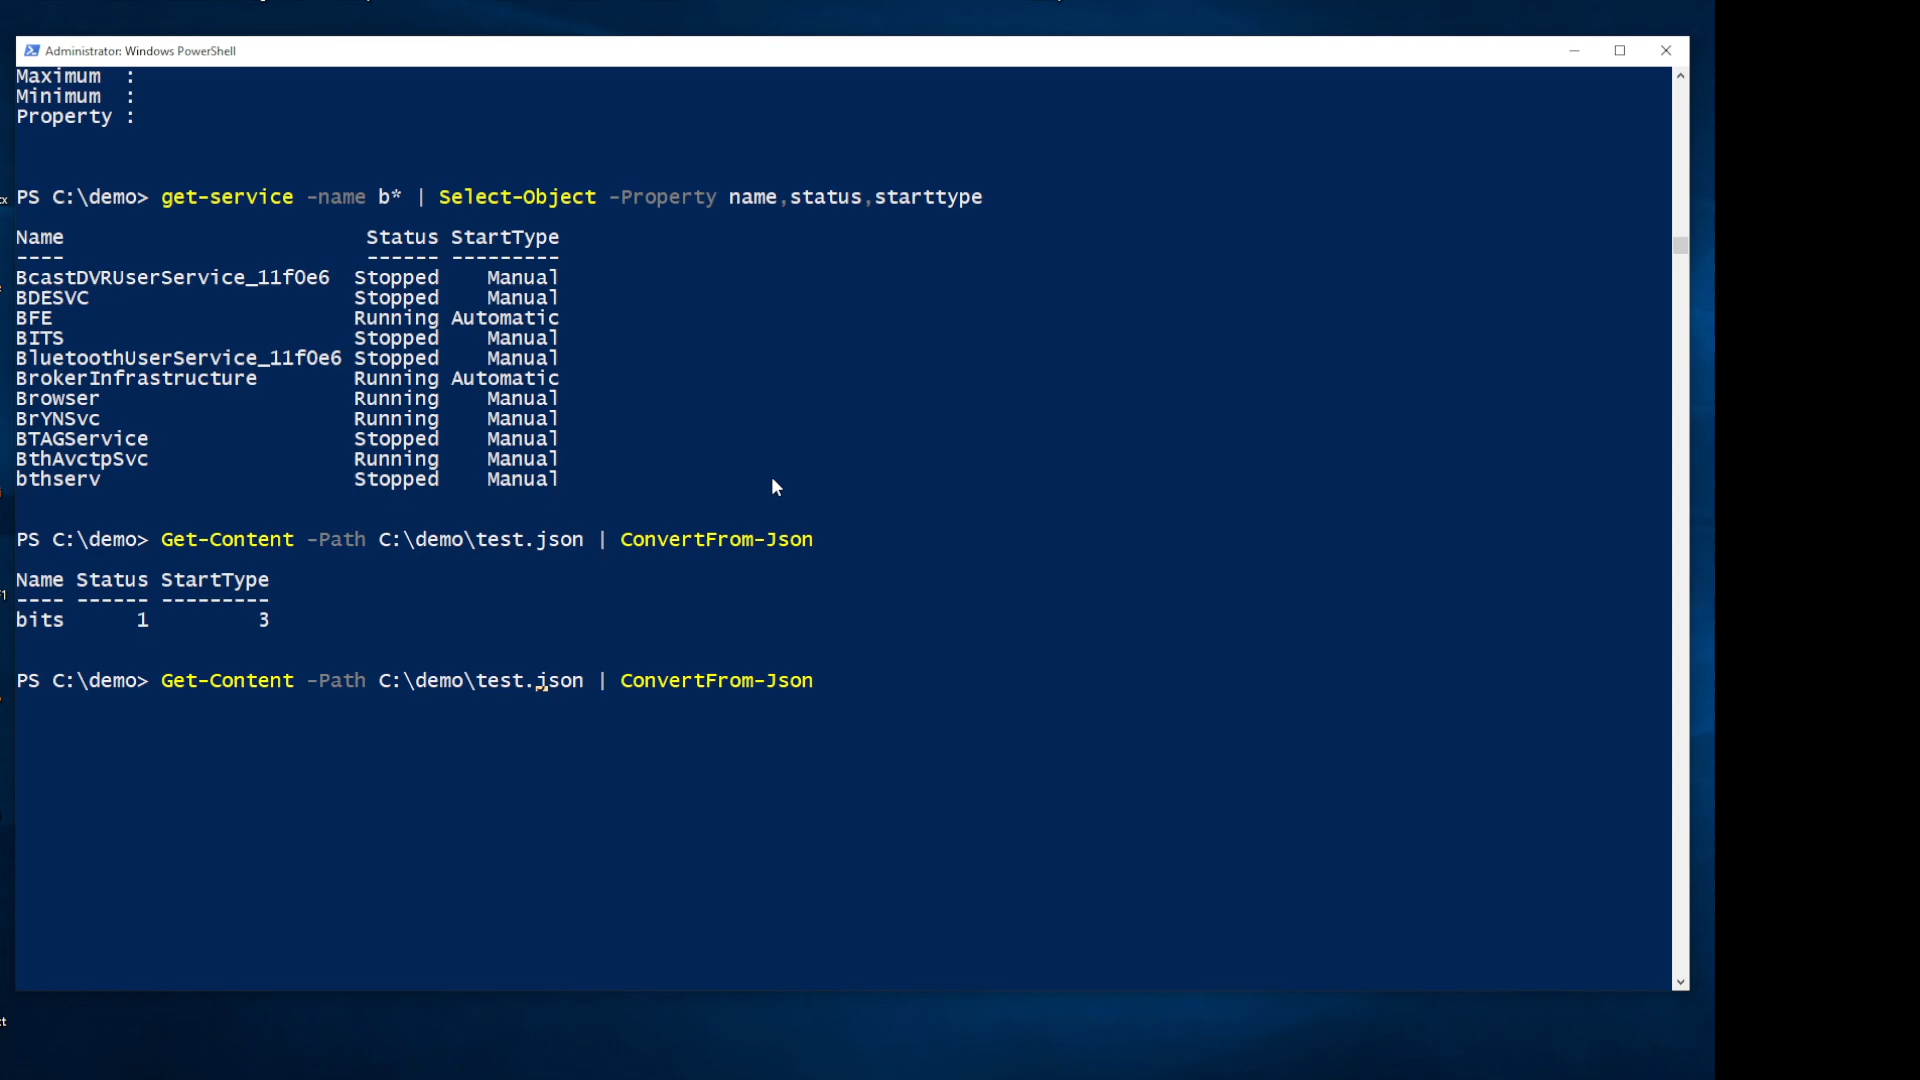 Administrator: Windows PowerShell
Maximum  :
Minimum  :
Property :
PS C:\demo> get-service -name b* | Select-Object -Property name,status,starttype
Name                         Status StartType
----                         ------ ---------
BcastDVRUserService_11f0e6  Stopped    Manual
BDESVC                      Stopped    Manual
BFE                         Running Automatic
BITS                        Stopped    Manual
BluetoothUserService_11f0e6 Stopped    Manual
BrokerInfrastructure        Running Automatic
Browser                     Running    Manual
BrYNSvc                     Running    Manual
BTAGService                 Stopped    Manual
BthAvctpSvc                 Running    Manual
bthserv                     Stopped    Manual
PS C:\demo> Get-Content -Path C:\demo\test.json | ConvertFrom-Json
Name Status StartType
---- ------ ---------
bits      1         3
PS C:\demo> Get-Content -Path C:\demo\test.json | ConvertFrom-Json